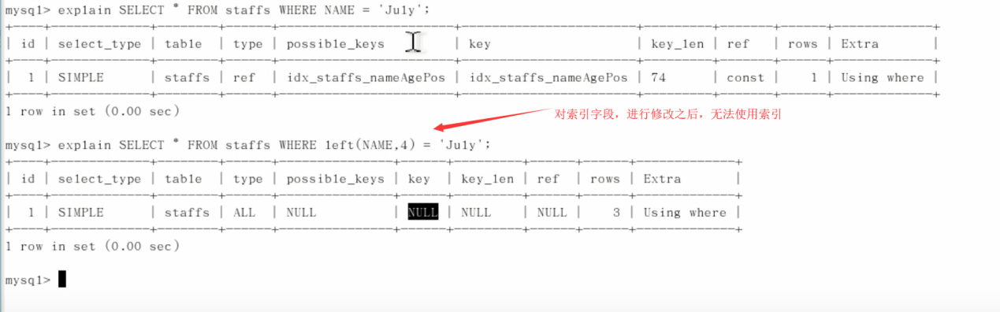 mysql> explain SELECT * FROM staffs WHERE NAME = 'July';
+----+-------------+--------+------+-----------------------+-----------------------+---------+-------+------+-------------+
| id | select_type | table | type | possible_keys | key | key_len | ref | rows | Extra |
+----+-------------+--------+------+-----------------------+-----------------------+---------+-------+------+-------------+
| 1 | SIMPLE | staffs | ref | idx_staffs_nameAgePos | idx_staffs_nameAgePos | 74 | const | 1 | Using where |
+----+-------------+--------+------+-----------------------+-----------------------+---------+-------+------+-------------+
1 row in set (0.00 sec)
对索引字段，进行修改之后，无法使用索引
mysql> explain SELECT * FROM staffs WHERE left(NAME,4) = 'July';
+----+-------------+--------+------+---------------+------+---------+------+------+-------------+
| id | select_type | table | type | possible_keys | key | key_len | ref | rows | Extra |
+----+-------------+--------+------+---------------+------+---------+------+------+-------------+
| 1 | SIMPLE | staffs | ALL | NULL | NULL | NULL | NULL | 3 | Using where |
+----+-------------+--------+------+---------------+------+---------+------+------+-------------+
1 row in set (0.00 sec)
mysql>